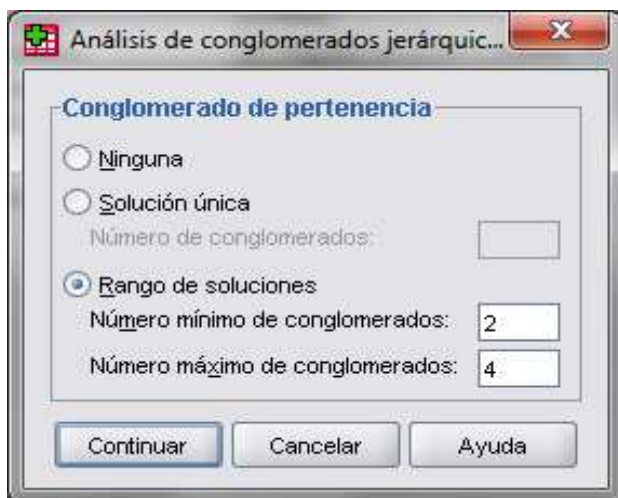 Análisis de conglomerados jerárquic...
Conglomerado de pertenencia
Ninguna
Solución única
Número de conglomerados:
Rango de soluciones
Número mínimo de conglomerados: 2
Número máximo de conglomerados: 4
Continuar Cancelar Ayuda